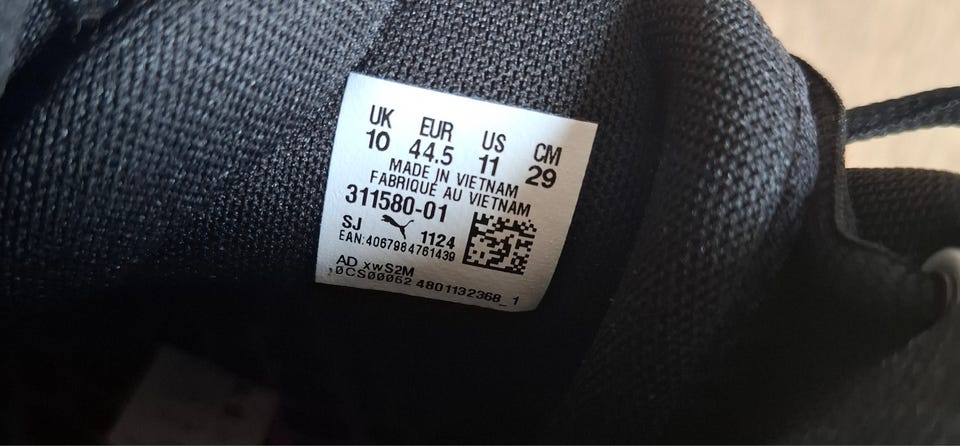 UK EUR US CM
10 44.5 11 29
MADE IN VIETNAM
FABRIQUÉ AU VIETNAM
311580-01
SJ 1124
EAN:4067984761439
AD xwS2M
0CS00062 4801132368_1